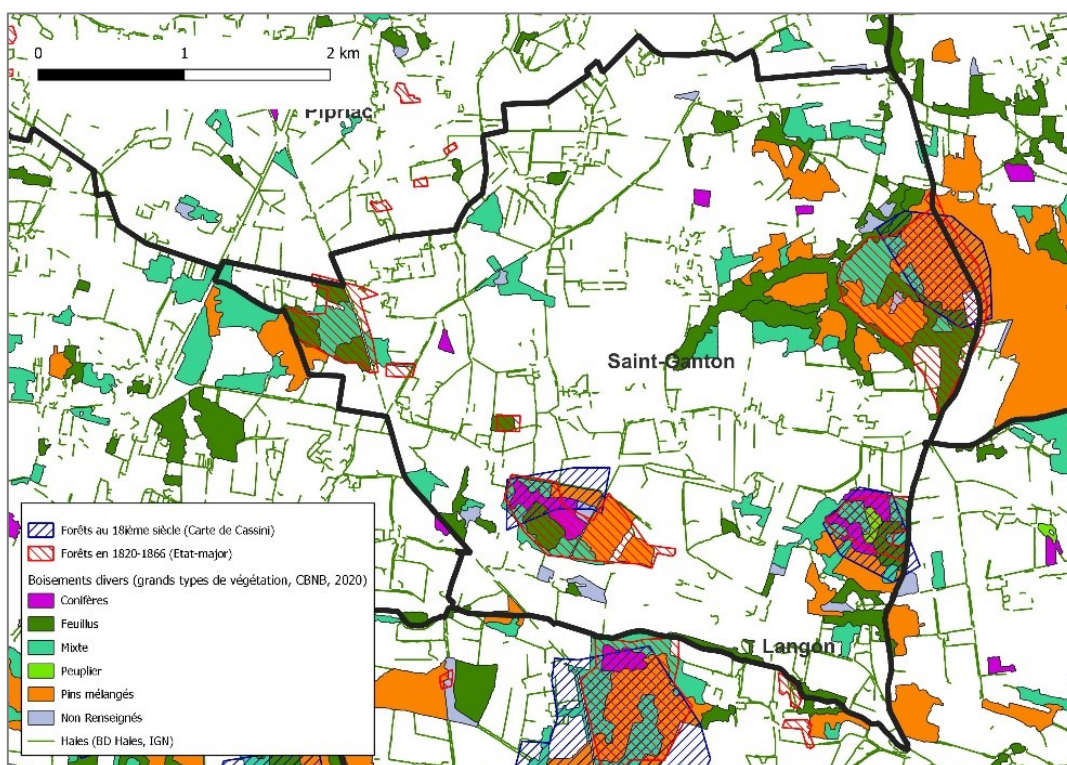 0 1 2 km
Pipriac
Saint-Ganton
Langon
Forêts au 18ième siècle (Carte de Cassini)
Forêts en 1820-1866 (Etat-major)
Boisements divers (grands types de végétation, CBNB, 2020)
Conifères
Feuillus
Mixte
Peuplier
Pins mélangés
Non Renseignés
Haies (BD Haies, IGN)